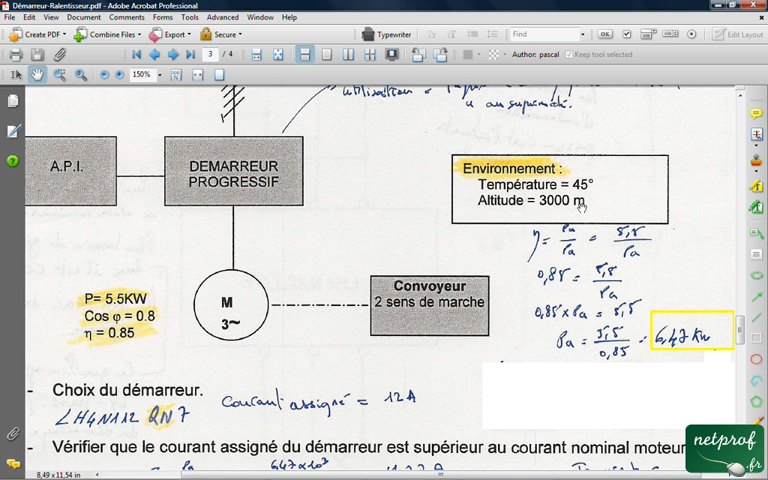 Démarreur-Ralentisseur.pdf - Adobe Acrobat Professional
File Edit View Document Comments Forms Tools Advanced Window Help
Create PDF Combine Files Export Secure Typewriter Find Edit Layout
3 / 4 Author: pascal Keep tool selected
150%
utilisation
A.P.I.
DEMARREUR
PROGRESSIF
Environnement :
Température = 45°
Altitude = 3000 m
η = Pu/Pa = 5,5/Pa
0,85 = 5,5/Pa
0,85 x Pa = 5,5
Pa = 5,5/0,85 = 6,47 Kw
P= 5.5KW
Cos φ = 0.8
η = 0.85
M
3~
Convoyeur
2 sens de marche
- Choix du démarreur.
Courant assigné = 12A
LH4N112 QN7
- Vérifier que le courant assigné du démarreur est supérieur au courant nominal moteur
netprof
.fr
8,49 x 11,54 in